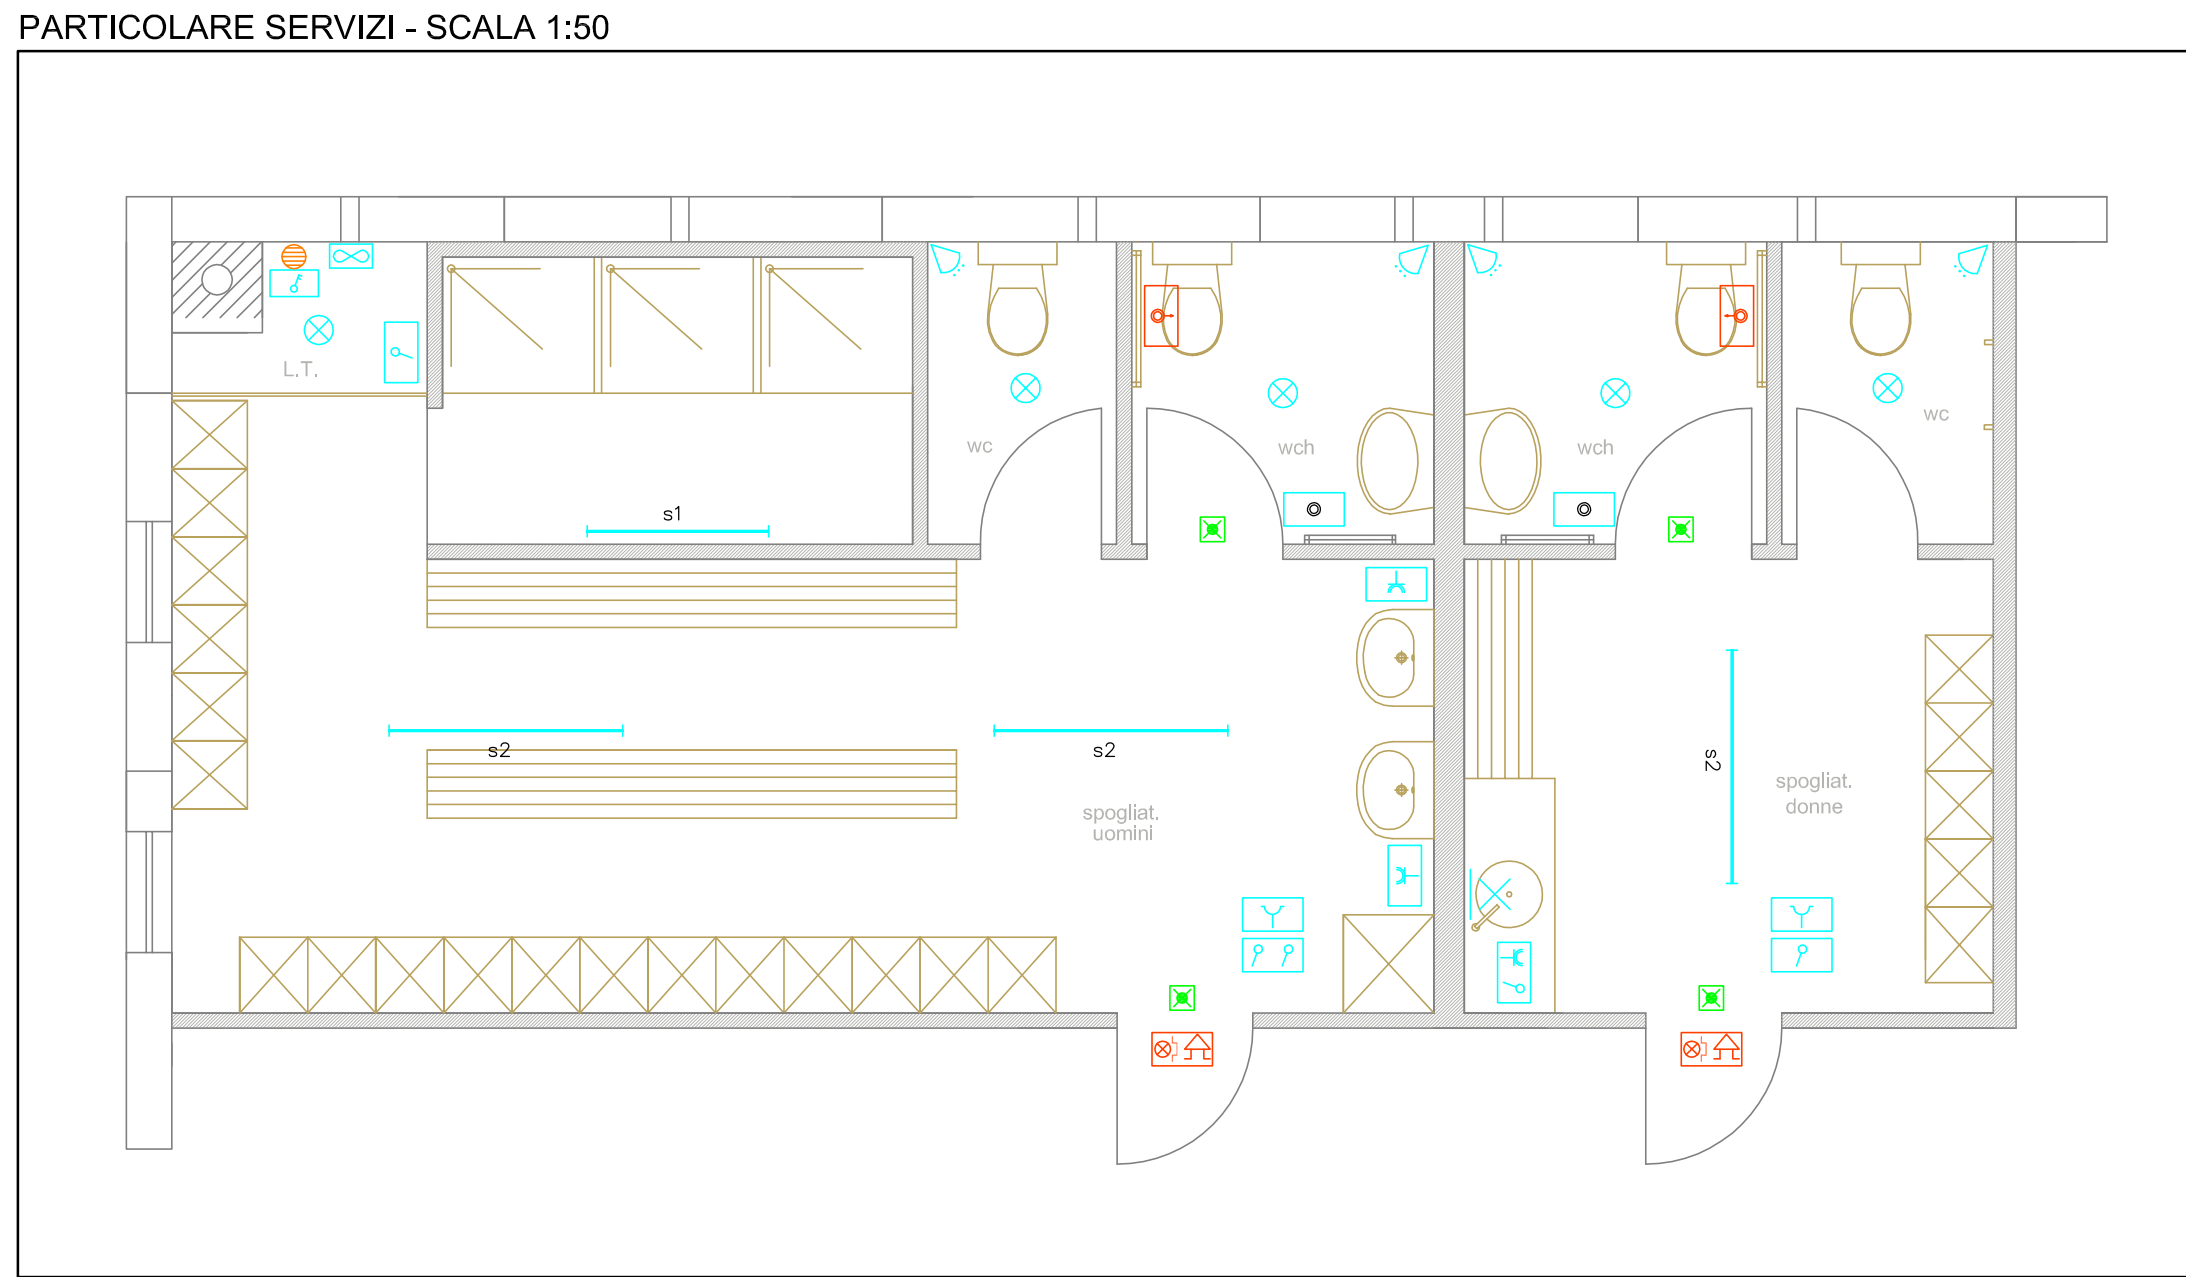 PARTICOLARE SERVIZI - SCALA 1:50
L.T.
wc
wch
wch
wc
s1
s2
s2
s2
spogliat.
uomini
spogliat.
donne